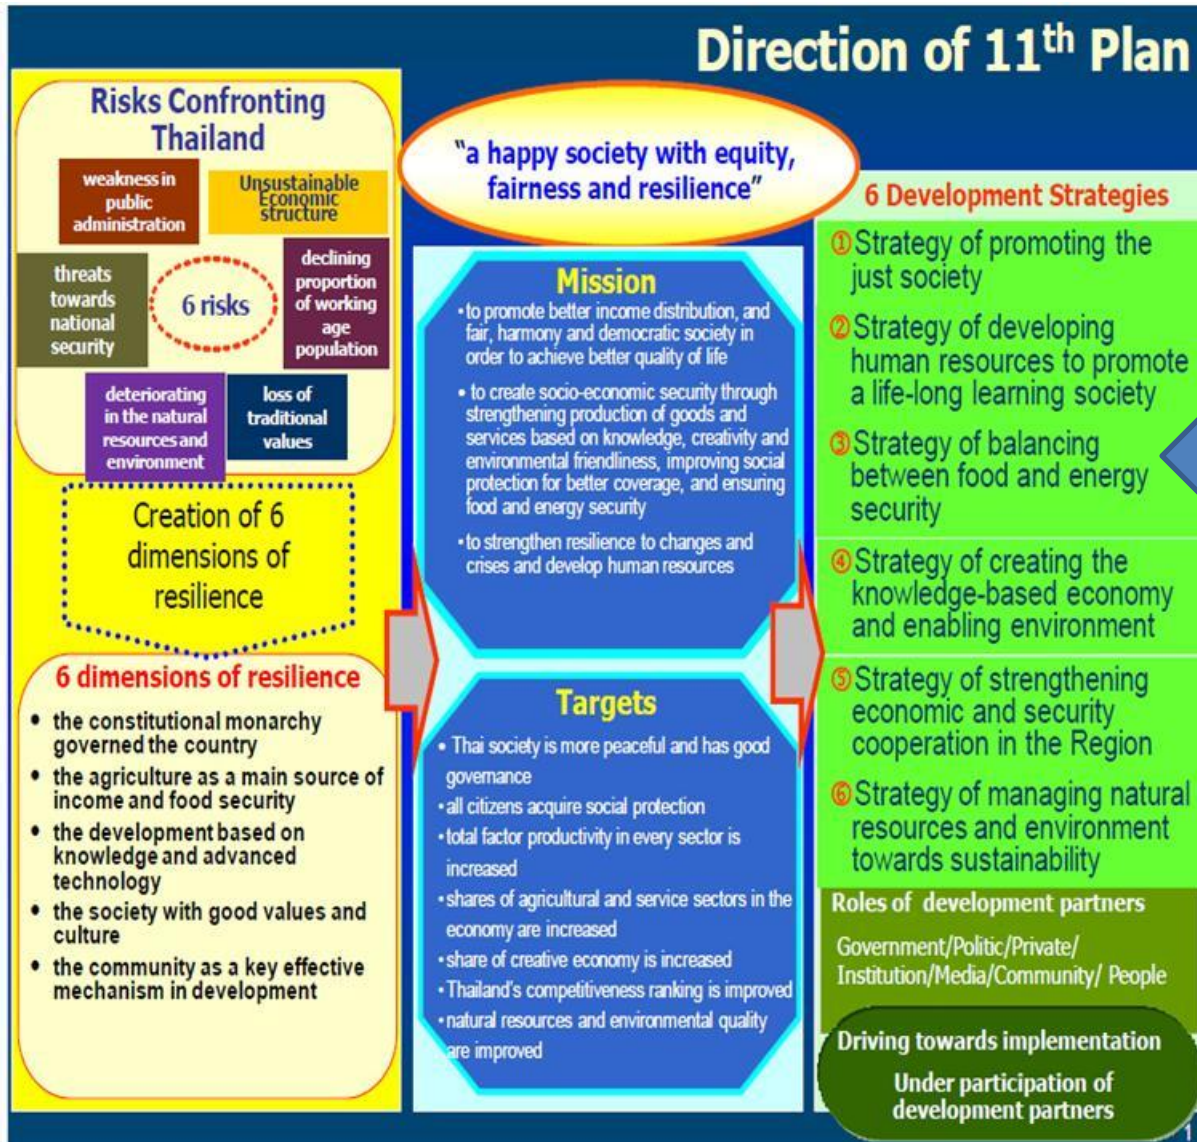 Direction of 11th Plan
Risks Confronting
Thailand
weakness in
public
administration
Unsustainable
Economic
structure
threats
towards
national
security
6 risks
declining
proportion
of working
age
population
deteriorating
in the natural
resources and
environment
loss of
traditional
values
Creation of 6
dimensions of
resilience
6 dimensions of resilience
• the constitutional monarchy
governed the country
• the agriculture as a main source of
income and food security
• the development based on
knowledge and advanced
technology
• the society with good values and
culture
• the community as a key effective
mechanism in development
"a happy society with equity,
fairness and resilience"
Mission
• to promote better income distribution, and
fair, harmony and democratic society in
order to achieve better quality of life
• to create socio-economic security through
strengthening production of goods and
services based on knowledge, creativity and
environmental friendliness, improving social
protection for better coverage, and ensuring
food and energy security
• to strengthen resilience to changes and
crises and develop human resources
Targets
• Thai society is more peaceful and has good
governance
• all citizens acquire social protection
• total factor productivity in every sector is
increased
• shares of agricultural and service sectors in the
economy are increased
• share of creative economy is increased
• Thailand's competitiveness ranking is improved
• natural resources and environmental quality
are improved
6 Development Strategies
① Strategy of promoting the
just society
② Strategy of developing
human resources to promote
a life-long learning society
③ Strategy of balancing
between food and energy
security
④ Strategy of creating the
knowledge-based economy
and enabling environment
⑤ Strategy of strengthening
economic and security
cooperation in the Region
⑥ Strategy of managing natural
resources and environment
towards sustainability
Roles of development partners
Government/Politic/Private/
Institution/Media/Community/ People
Driving towards implementation
Under participation of
development partners
1